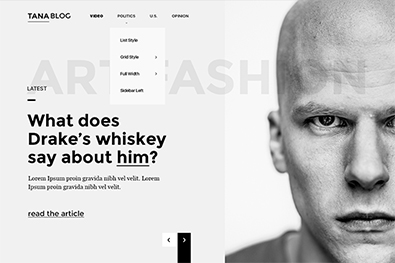 TANA BLOG
VIDEO
POLITICS
U.S.
OPINION
List Style
Grid Style
Full Width
Sidebar Left
ART FASHION
LATEST
What does
Drake's whiskey
say about him?
Lorem Ipsum proin gravida nibh vel velit. Lorem
Ipsum proin gravida nibh vel velit.
read the article